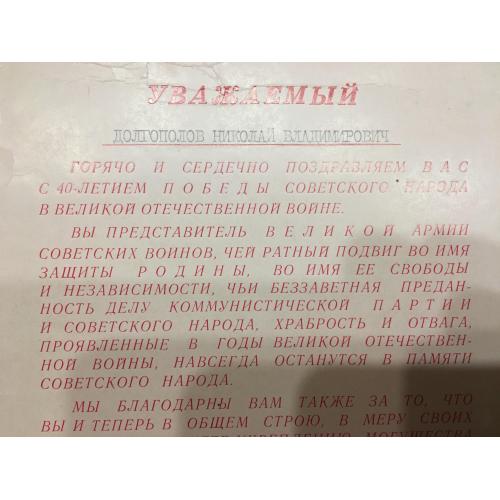 УВАЖАЕМЫЙ
ДОЛГОПОЛОВ НИКОЛАЙ ВЛАДИМИРОВИЧ
ГОРЯЧО И СЕРДЕЧНО ПОЗДРАВЛЯЕМ ВАС
С 40-ЛЕТИЕМ ПОБЕДЫ СОВЕТСКОГО НАРОДА
В ВЕЛИКОЙ ОТЕЧЕСТВЕННОЙ ВОЙНЕ.
ВЫ ПРЕДСТАВИТЕЛЬ ВЕЛИКОЙ АРМИИ
СОВЕТСКИХ ВОИНОВ, ЧЕЙ РАТНЫЙ ПОДВИГ ВО ИМЯ
ЗАЩИТЫ РОДИНЫ, ВО ИМЯ ЕЕ СВОБОДЫ
И НЕЗАВИСИМОСТИ, ЧЬИ БЕЗЗАВЕТНАЯ ПРЕДАН-
НОСТЬ ДЕЛУ КОММУНИСТИЧЕСКОЙ ПАРТИИ
И СОВЕТСКОГО НАРОДА, ХРАБРОСТЬ И ОТВАГА,
ПРОЯВЛЕННЫЕ В ГОДЫ ВЕЛИКОЙ ОТЕЧЕСТВЕН-
НОЙ ВОЙНЫ, НАВСЕГДА ОСТАНУТСЯ В ПАМЯТИ
СОВЕТСКОГО НАРОДА.
МЫ БЛАГОДАРНЫ ВАМ ТАКЖЕ ЗА ТО, ЧТО
ВЫ И ТЕПЕРЬ В ОБЩЕМ СТРОЮ, В МЕРУ СВОИХ
УКРЕПЛЕНИЮ МОГУЩЕСТВА